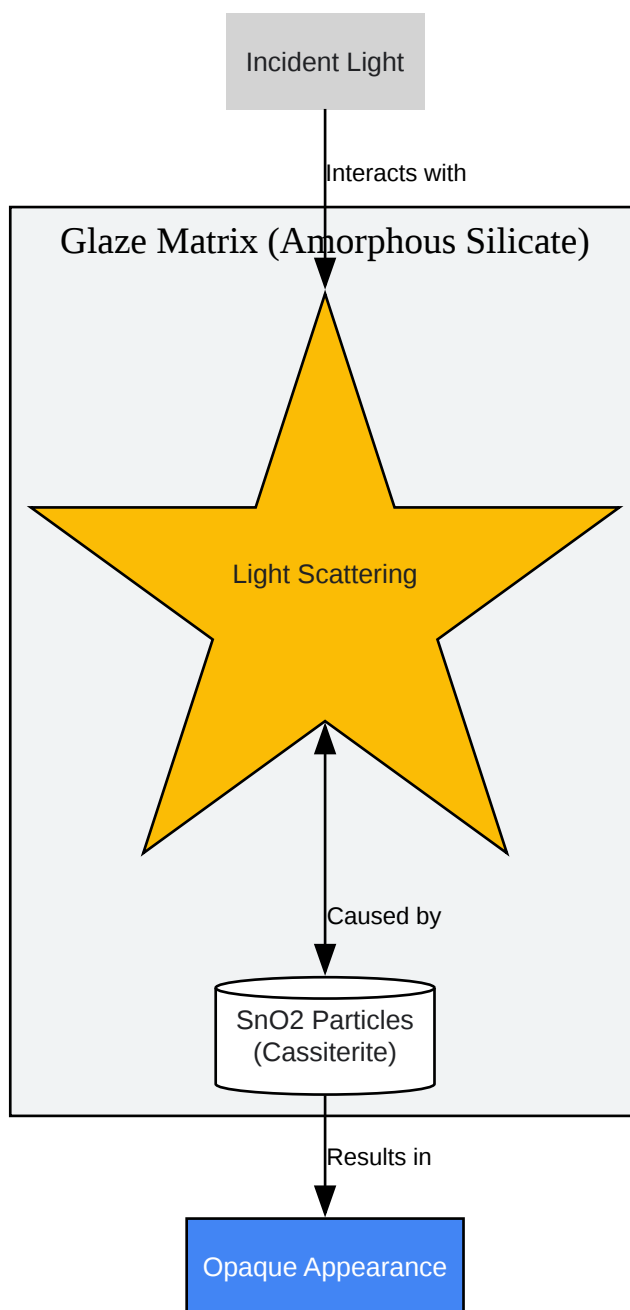 Incident Light
Interacts with
Glaze Matrix (Amorphous Silicate)
Light Scattering
Caused by
SnO2 Particles
(Cassiterite)
Results in
Opaque Appearance